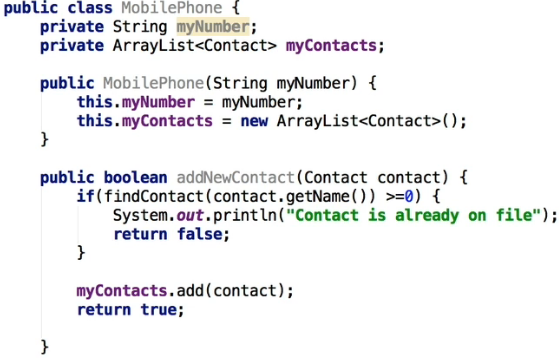 public class MobilePhone {
    private String myNumber;
    private ArrayList<Contact> myContacts;

    public MobilePhone(String myNumber) {
        this.myNumber = myNumber;
        this.myContacts = new ArrayList<Contact>();
    }

    public boolean addNewContact(Contact contact) {
        if(findContact(contact.getName()) >=0) {
            System.out.println("Contact is already on file");
            return false;
        }

        myContacts.add(contact);
        return true;

    }